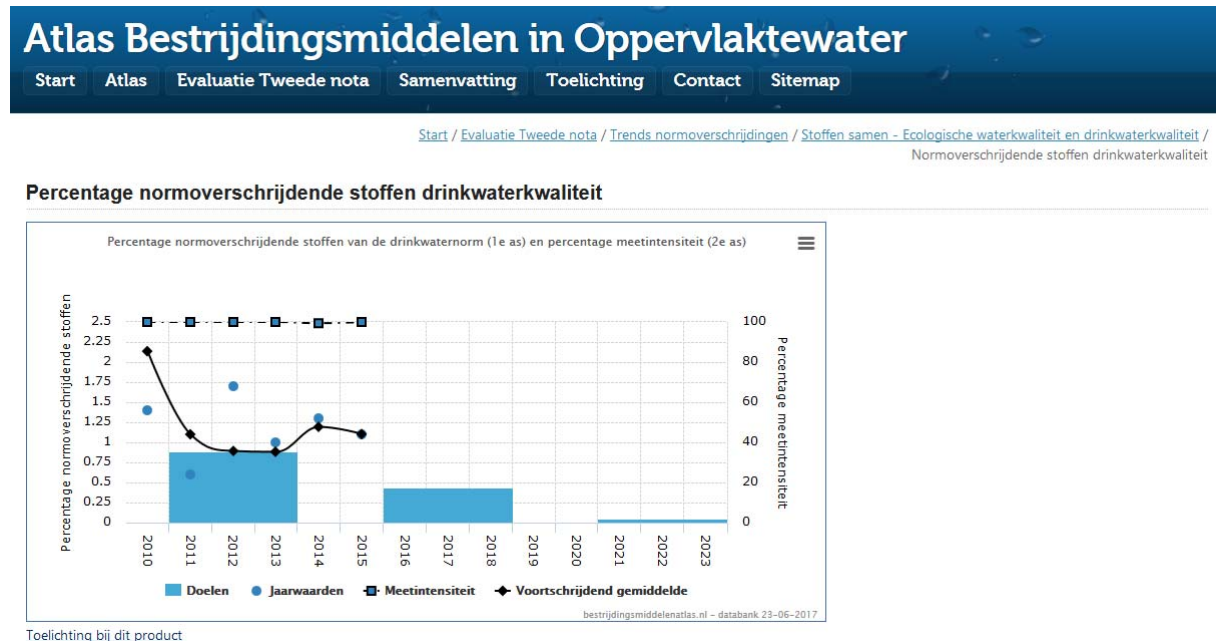 Atlas Bestrijdingsmiddelen in Oppervlaktewater
Start Atlas Evaluatie Tweede nota Samenvatting Toelichting Contact Sitemap
Start / Evaluatie Tweede nota / Trends normoverschrijdingen / Stoffen samen - Ecologische waterkwaliteit en drinkwaterkwaliteit /
Normoverschrijdende stoffen drinkwaterkwaliteit
Percentage normoverschrijdende stoffen drinkwaterkwaliteit
Percentage normoverschrijdende stoffen van de drinkwaternorm (1e as) en percentage meetintensiteit (2e as)
Percentage normoverschrijdende stoffen
2.5
2.25
2
1.75
1.5
1.25
1
0.75
0.5
0.25
0
100
80
60
40
20
0
Percentage meetintensiteit
2010 2011 2012 2013 2014 2015 2016 2017 2018 2019 2020 2021 2022 2023
Doelen Jaarwaarden Meetintensiteit Voortschrijdend gemiddelde
bestrijdingsmiddelenatlas.nl - databank 23-06-2017
Toelichting bij dit product